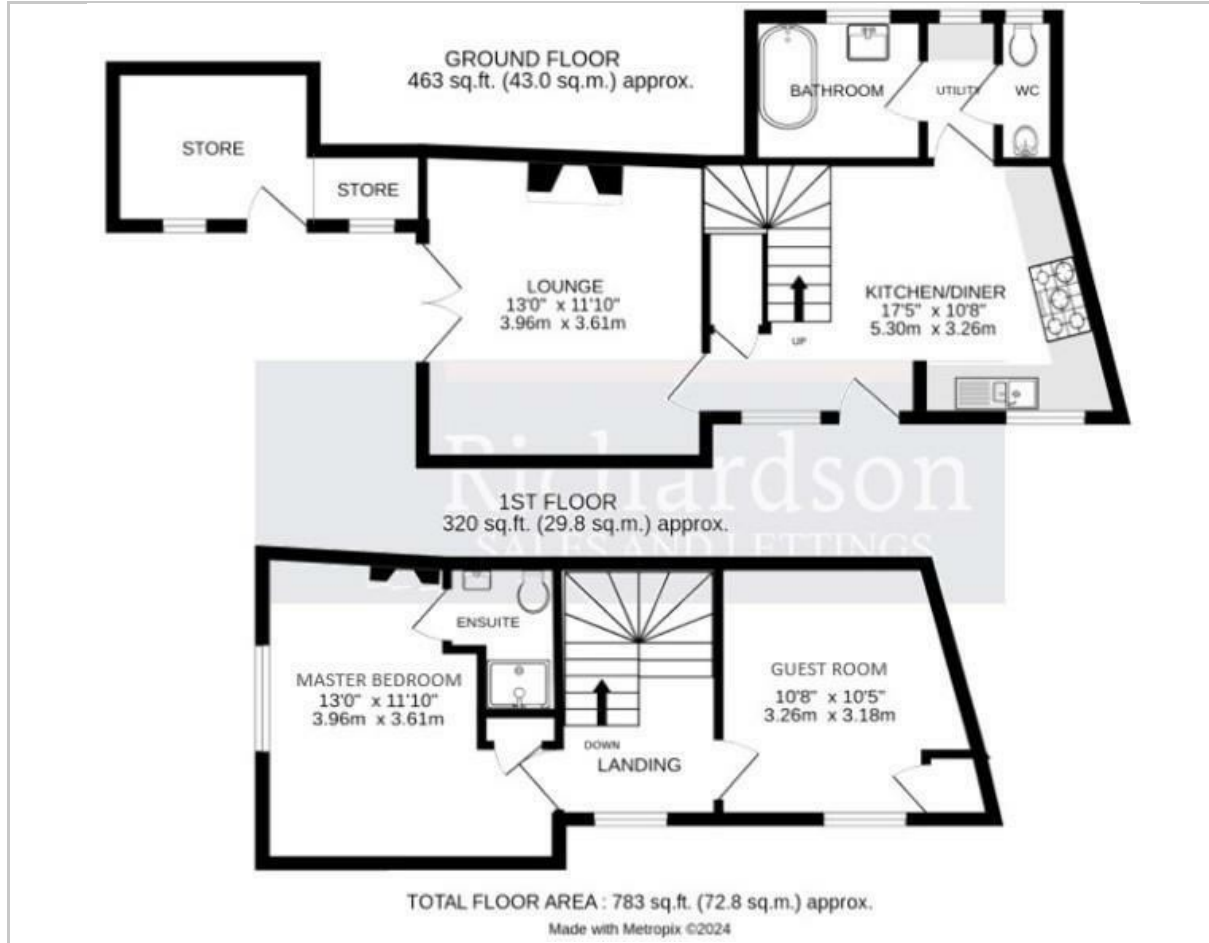 GROUND FLOOR
463 sq.ft. (43.0 sq.m.) approx.
BATHROOM
UTILITY
WC
STORE
STORE
LOUNGE
13'0" x 11'10"
3.96m x 3.61m
KITCHEN/DINER
17'5" x 10'8"
5.30m x 3.26m
UP
Richardson
SALES AND LETTINGS
1ST FLOOR
320 sq.ft. (29.8 sq.m.) approx.
ENSUITE
MASTER BEDROOM
13'0" x 11'10"
3.96m x 3.61m
GUEST ROOM
10'8" x 10'5"
3.26m x 3.18m
DOWN
LANDING
TOTAL FLOOR AREA : 783 sq.ft. (72.8 sq.m.) approx.
Made with Metropix ©2024